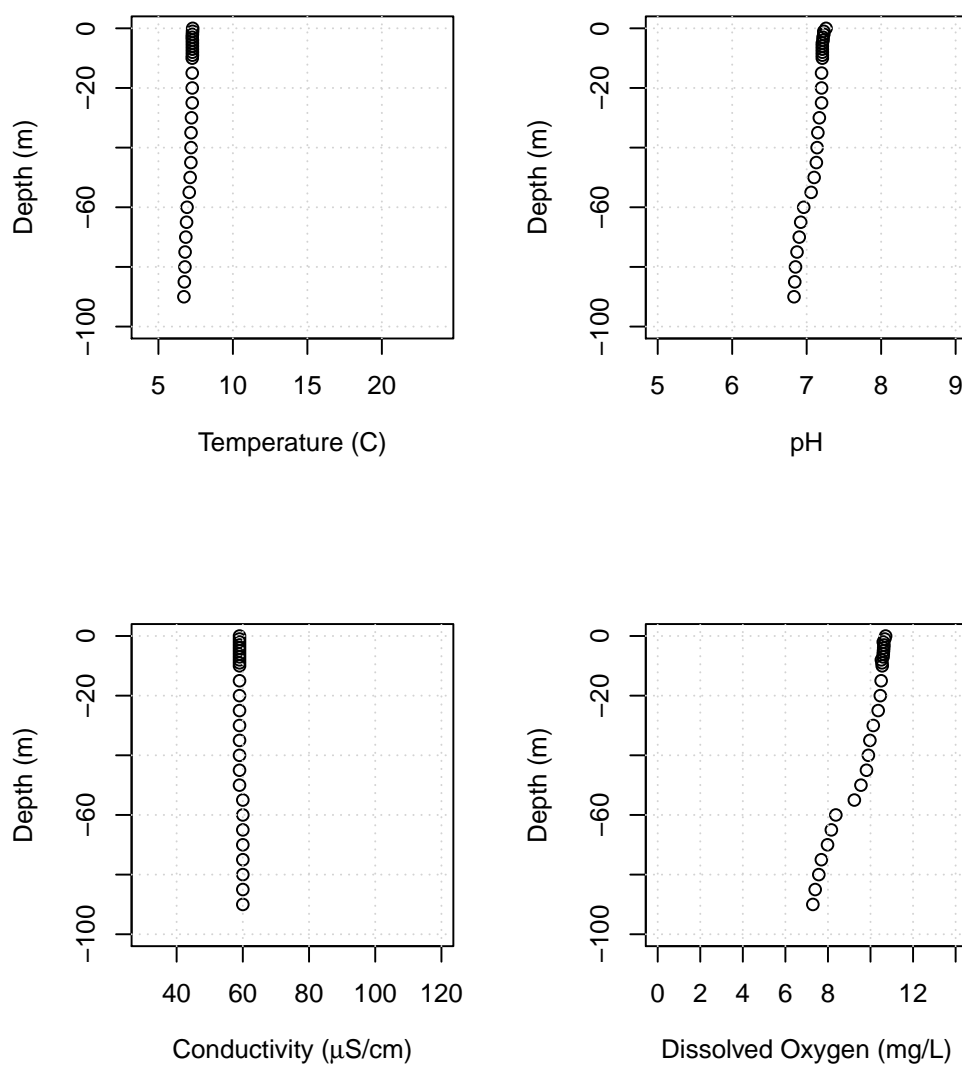 0
−20
−60
−100
Depth (m)
5 10 15 20
Temperature (C)
0
−20
−60
−100
Depth (m)
5 6 7 8 9
pH
0
−20
−60
−100
Depth (m)
40 60 80 100 120
Conductivity (μS/cm)
0
−20
−60
−100
Depth (m)
0 2 4 6 8 12
Dissolved Oxygen (mg/L)